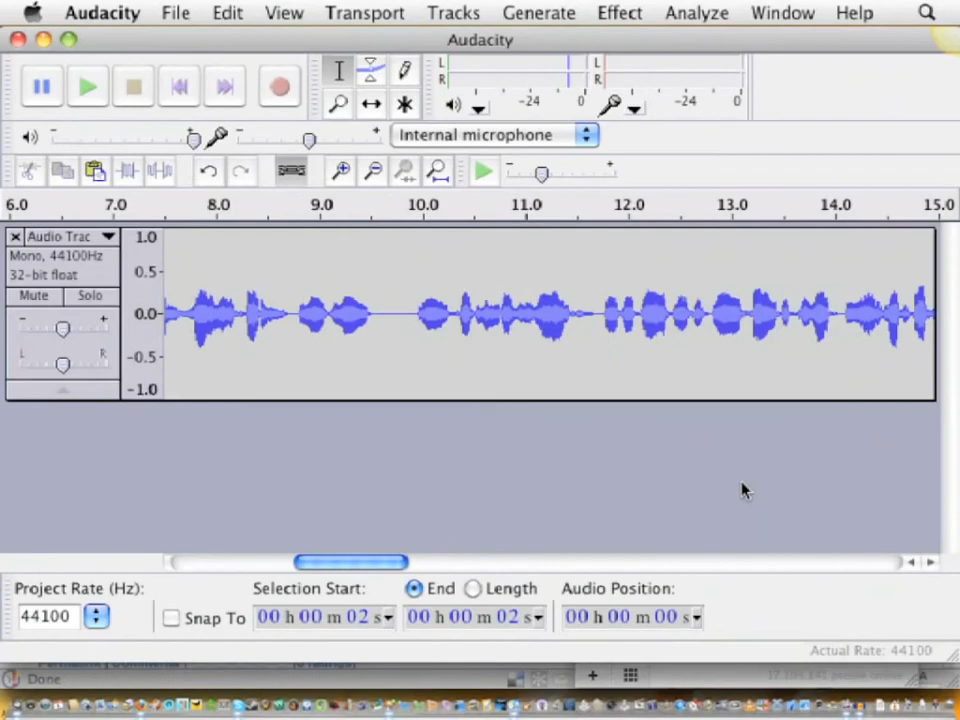 Audacity File Edit View Transport Tracks Generate Effect Analyze Window Help
Audacity
L L
R R
-24 0 -24 0
- + - + Internal microphone
- +
6.0 7.0 8.0 9.0 10.0 11.0 12.0 13.0 14.0 15.0
Audio Trac 1.0
Mono, 44100Hz
32-bit float 0.5
Mute Solo
- + 0.0
L R -0.5
-1.0
Project Rate (Hz): Selection Start: End Length Audio Position:
44100 Snap To 00 h 00 m 02 s 00 h 00 m 02 s 00 h 00 m 00 s
Actual Rate: 44100
Done